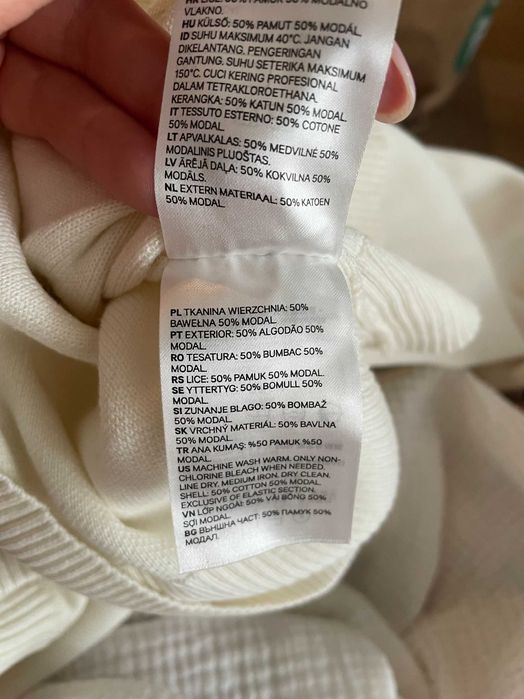 HR LICE: 50% PAMUK 50% MODALNO
VLAKNO.
HU KÜLSŐ: 50% PAMUT 50% MODÁL
ID SUHU MAKSIMUM 40°C. JANGAN
DIKELANTANG. PENGERINGAN
GANTUNG. SUHU SETERIKA MAKSIMUM
150°C. CUCI KERING PROFESIONAL
DALAM TETRAKLOROETHANA.
KERANGKA: 50% KATUN 50% MODAL
IT TESSUTO ESTERNO: 50% COTONE
50% MODAL.
LT APVALKALAS: 50% MEDVILNĖ 50%
MODALINIS PLUOŠTAS.
LV ĀRĒJĀ DAĻA: 50% KOKVILNA 50%
MODĀLS.
NL EXTERN MATERIAAL: 50% KATOEN
50% MODAL.
PL TKANINA WIERZCHNIA: 50%
BAWEŁNA 50% MODAL.
PT EXTERIOR: 50% ALGODÃO 50%
MODAL.
RO TESATURA: 50% BUMBAC 50%
MODAL.
RS LICE: 50% PAMUK 50% MODAL.
SE YTTERTYG: 50% BOMULL 50%
MODAL.
SI ZUNANJE BLAGO: 50% BOMBAŽ
50% MODAL.
SK VRCHNÝ MATERIÁL: 50% BAVLNA
50% MODAL.
TR ANA KUMAŞ: %50 PAMUK %50
MODAL.
US MACHINE WASH WARM. ONLY NON-
CHLORINE BLEACH WHEN NEEDED.
LINE DRY. MEDIUM IRON. DRY CLEAN.
SHELL: 50% COTTON 50% MODAL.
EXCLUSIVE OF ELASTIC SECTION.
VN LỚP NGOÀI: 50% VẢI BÔNG 50%
SỢI MODAL.
BG ВЪНШНА ЧАСТ: 50% ПАМУК 50%
МОДАЛ.